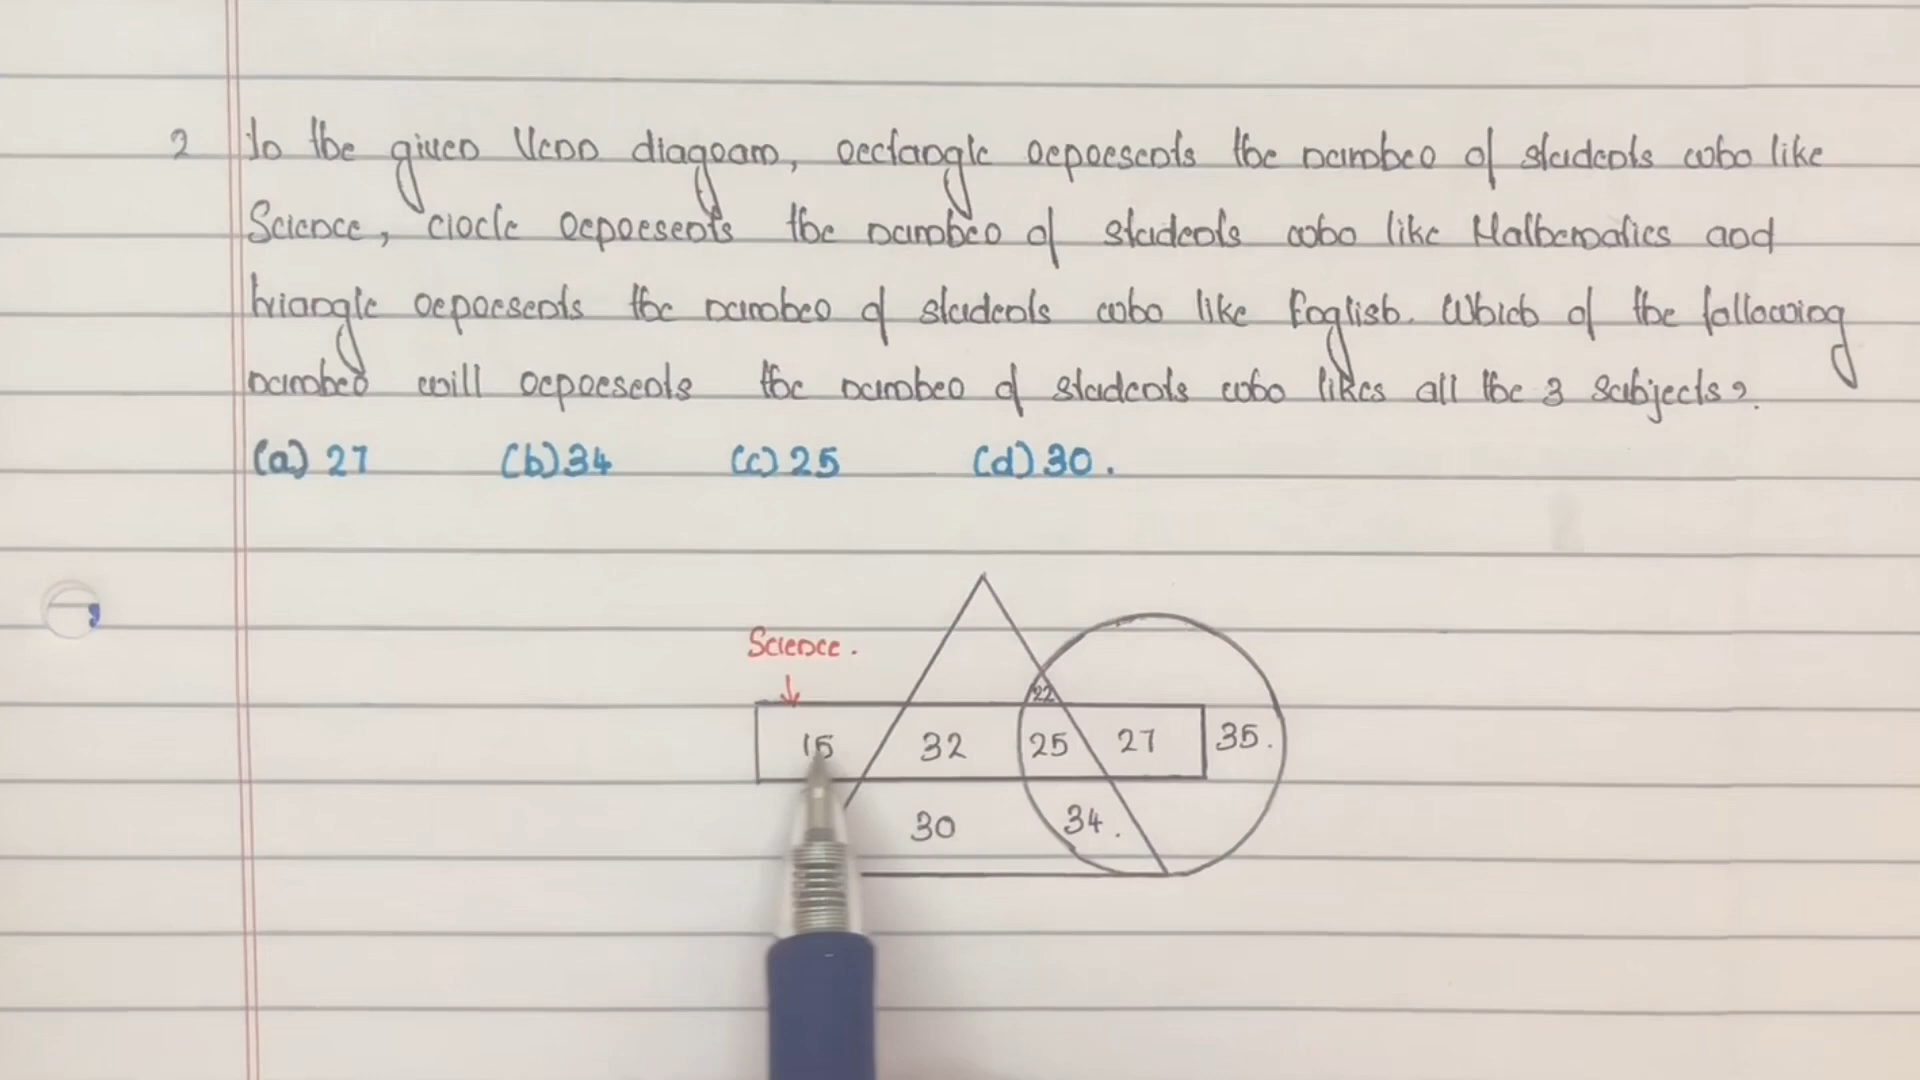 2 In the given Venn diagram, rectangle represents the number of students who like
Science, circle represents the number of students who like Mathematics and
triangle represents the number of students who like English. Which of the following
number will represents the number of students who likes all the 3 subjects?
(a) 27 (b) 34 (c) 25 (d) 30.
Science.
22
15 32 25 27 35.
30 34.